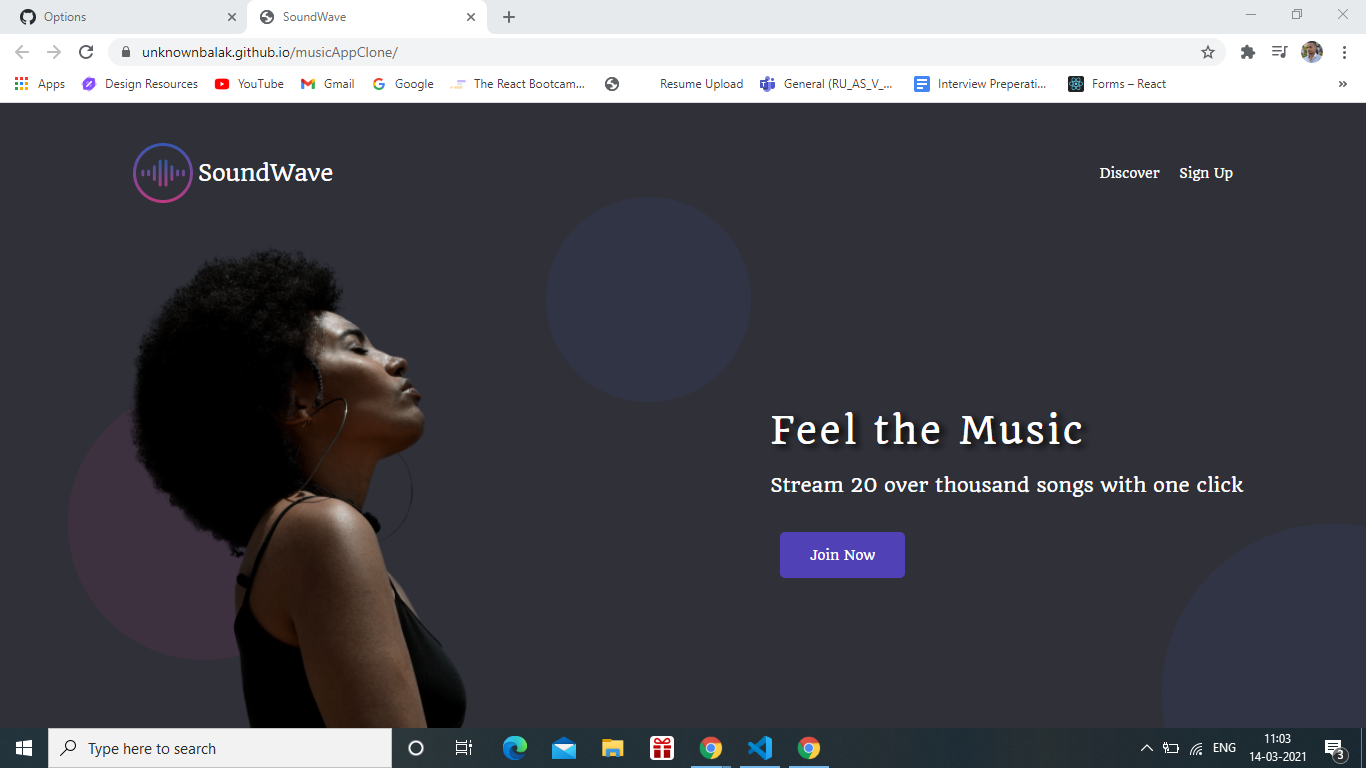 Options
SoundWave
unknownbalak.github.io/musicAppClone/
Apps
Design Resources
YouTube
Gmail
Google
The React Bootcam...
Resume Upload
General (RU_AS_V_...
Interview Preperati...
Forms – React
SoundWave
Discover
Sign Up
Feel the Music
Stream 20 over thousand songs with one click
Join Now
Type here to search
ENG
11:03
14-03-2021
3